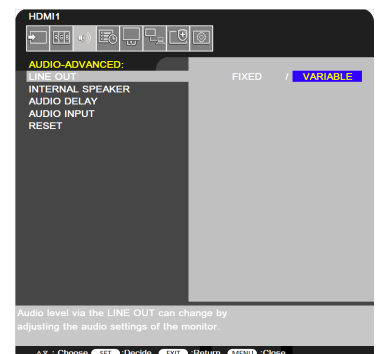 HDMI1
AUDIO-ADVANCED:
LINE OUT FIXED / VARIABLE
INTERNAL SPEAKER
AUDIO DELAY
AUDIO INPUT
RESET
Audio level via the LINE OUT can change by
adjusting the audio settings of the monitor.
: Choose SET :Decide EXIT :Return MENU :Close